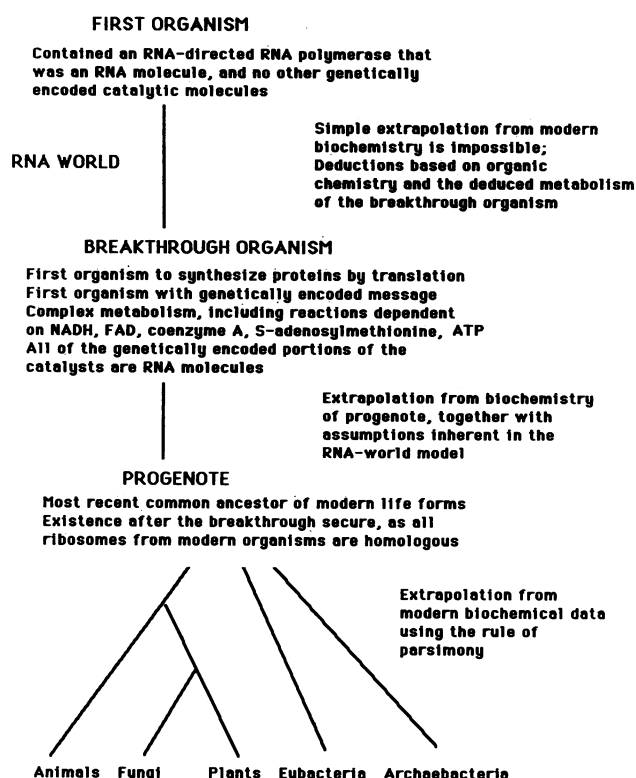 FIRST ORGANISM
Contained an RNA-directed RNA polymerase that
was an RNA molecule, and no other genetically
encoded catalytic molecules
RNA WORLD
Simple extrapolation from modern
biochemistry is impossible;
Deductions based on organic
chemistry and the deduced metabolism
of the breakthrough organism
BREAKTHROUGH ORGANISM
First organism to synthesize proteins by translation
First organism with genetically encoded message
Complex metabolism, including reactions dependent
on NADH, FAD, coenzyme A, S-adenosylmethionine, ATP
All of the genetically encoded portions of the
catalysts are RNA molecules
Extrapolation from biochemistry
of progenote, together with
assumptions inherent in the
RNA-world model
PROGENOTE
Most recent common ancestor of modern life forms
Existence after the breakthrough secure, as all
ribosomes from modern organisms are homologous
Extrapolation from
modern biochemical data
using the rule of
parsimony
Animals Fungi Plants Eubacteria Archaebacteria